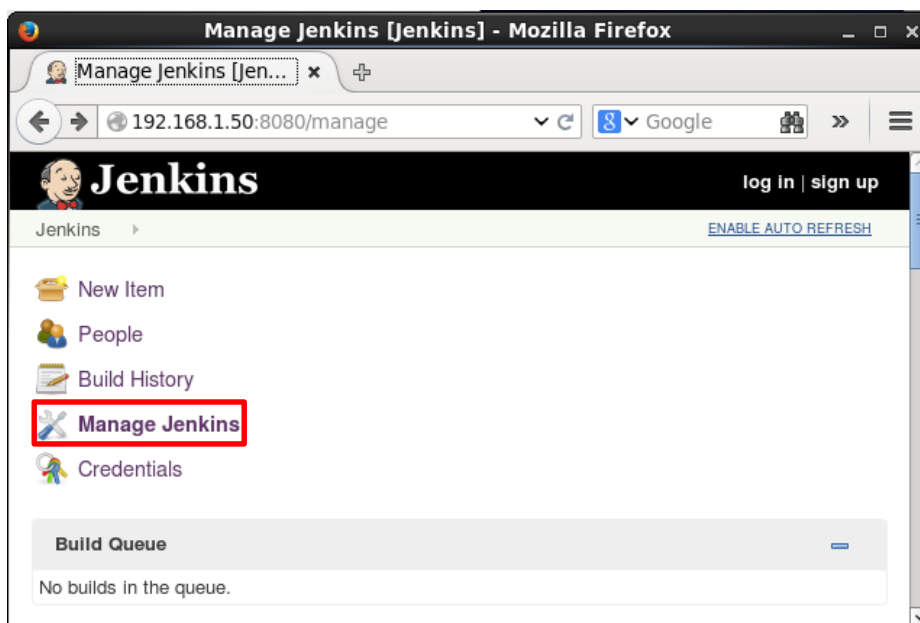 Manage Jenkins [Jenkins] - Mozilla Firefox
Manage Jenkins [Jen...
192.168.1.50:8080/manage
8 Google
Jenkins
log in | sign up
Jenkins
ENABLE AUTO REFRESH
New Item
People
Build History
Manage Jenkins
Credentials
Build Queue
No builds in the queue.